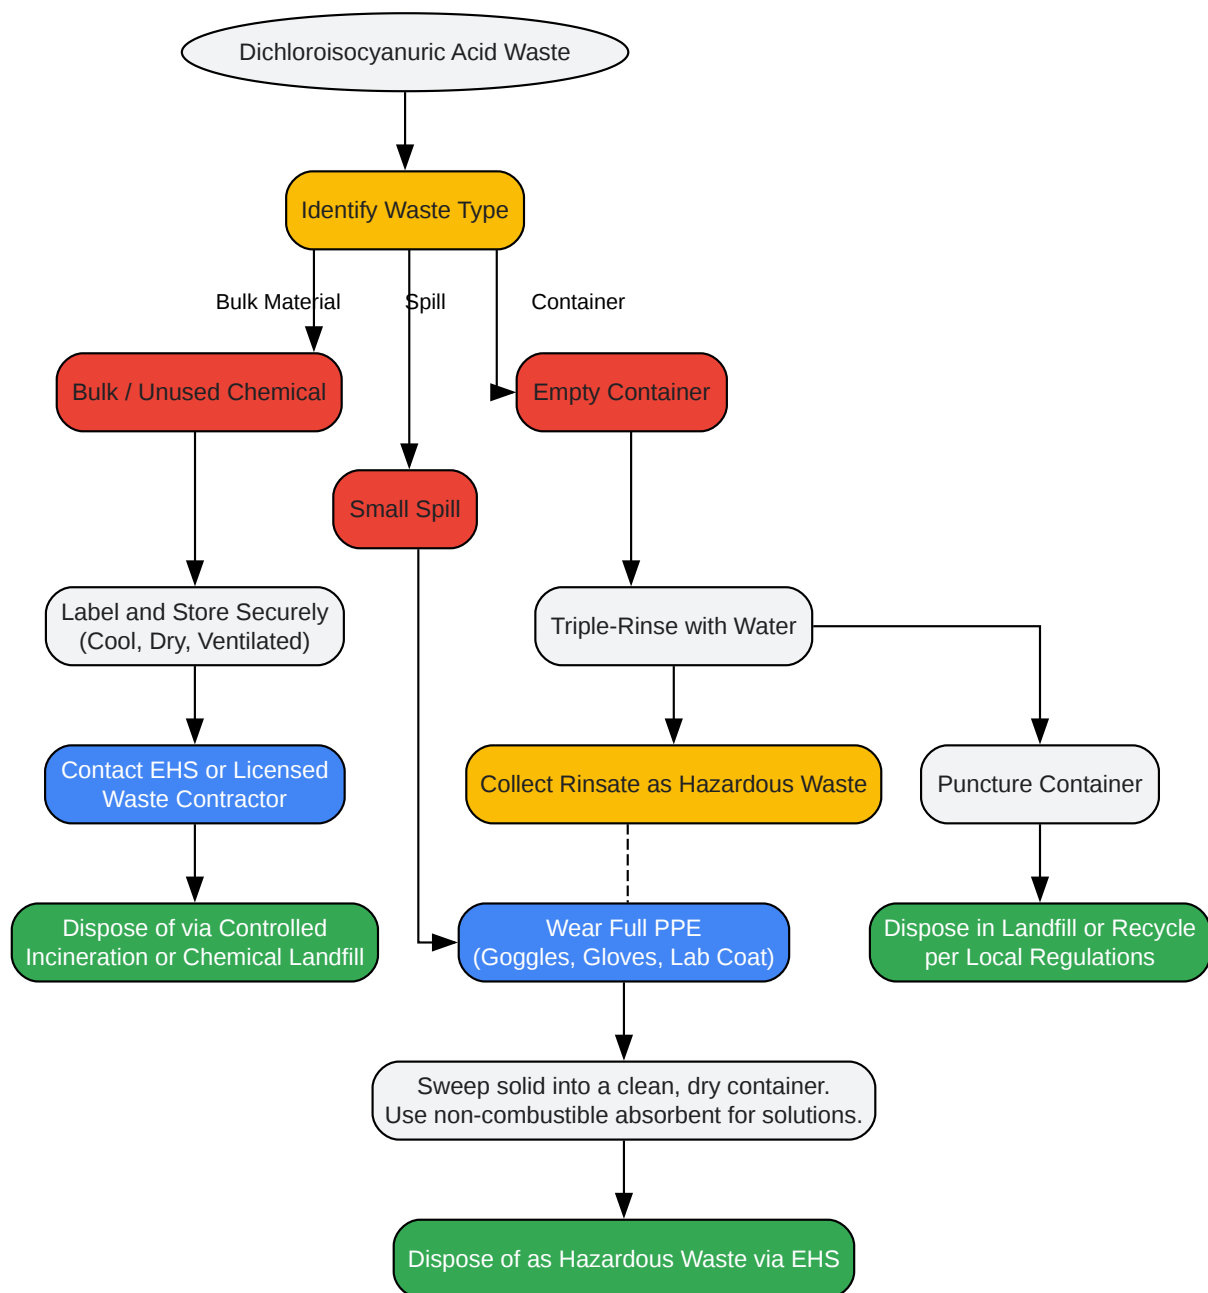 Dichloroisocyanuric Acid Waste
Identify Waste Type
Bulk Material
Spill
Container
Bulk / Unused Chemical
Empty Container
Small Spill
Label and Store Securely
(Cool, Dry, Ventilated)
Triple-Rinse with Water
Contact EHS or Licensed
Waste Contractor
Collect Rinsate as Hazardous Waste
Puncture Container
Dispose of via Controlled
Incineration or Chemical Landfill
Wear Full PPE
(Goggles, Gloves, Lab Coat)
Dispose in Landfill or Recycle
per Local Regulations
Sweep solid into a clean, dry container.
Use non-combustible absorbent for solutions.
Dispose of as Hazardous Waste via EHS